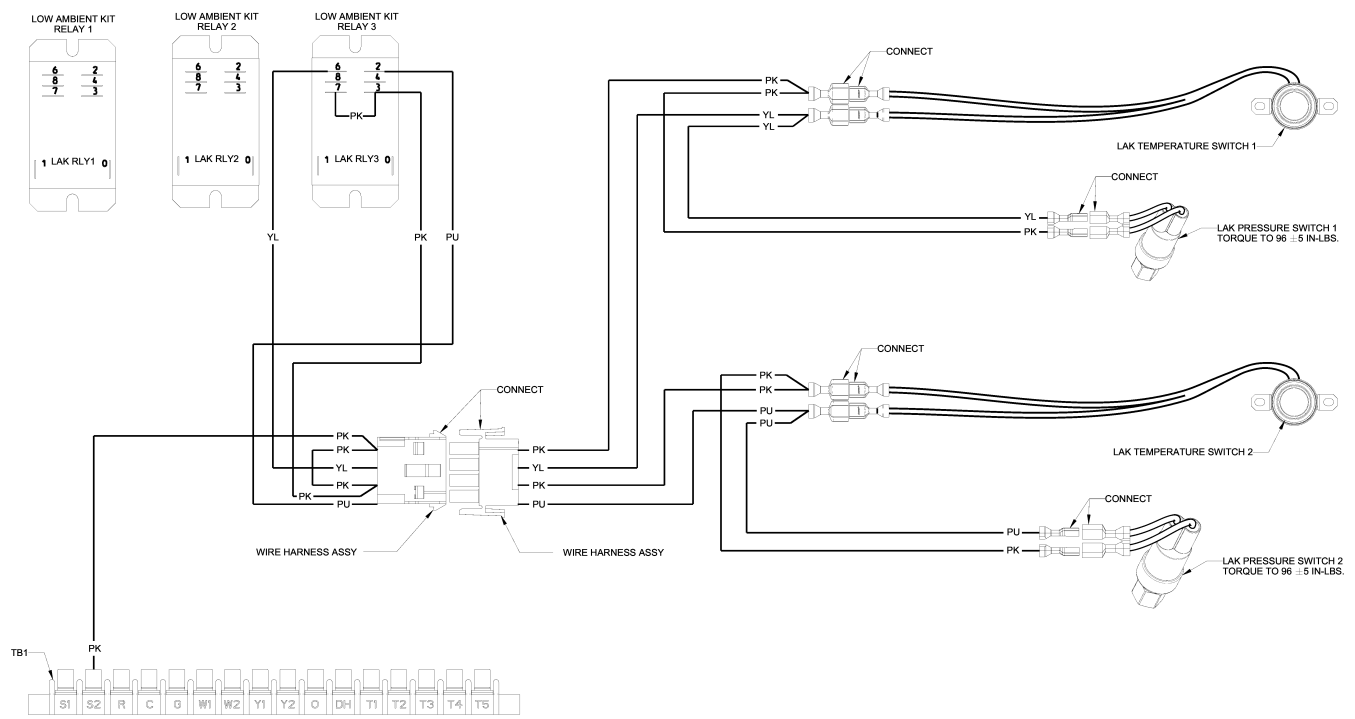 LOW AMBIENT KIT
RELAY 1
LOW AMBIENT KIT
RELAY 2
LOW AMBIENT KIT
RELAY 3
6 2
8 4
7 3
1 LAK RLY1 0
6 2
8 4
7 3
1 LAK RLY2 0
6 2
8 4
7 3
PK
1 LAK RLY3 0
YL
PK
PU
CONNECT
PK
PK
YL
YL
LAK TEMPERATURE SWITCH 1
CONNECT
YL
PK
LAK PRESSURE SWITCH 1
TORQUE TO 96 ±5 IN-LBS.
CONNECT
PK
PK
PU
PU
LAK TEMPERATURE SWITCH 2
CONNECT
PU
PK
LAK PRESSURE SWITCH 2
TORQUE TO 96 ±5 IN-LBS.
CONNECT
PK
PK
YL
PK
PK
PU
PK
YL
PK
PU
WIRE HARNESS ASSY
WIRE HARNESS ASSY
PK
TB1
S1 S2 R C G W1 W2 Y1 Y2 O DH T1 T2 T3 T4 T5